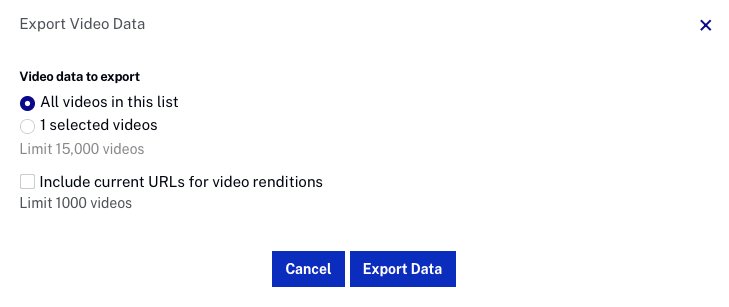 Export Video Data
Video data to export
All videos in this list
1 selected videos
Limit 15,000 videos
Include current URLs for video renditions
Limit 1000 videos
Cancel
Export Data